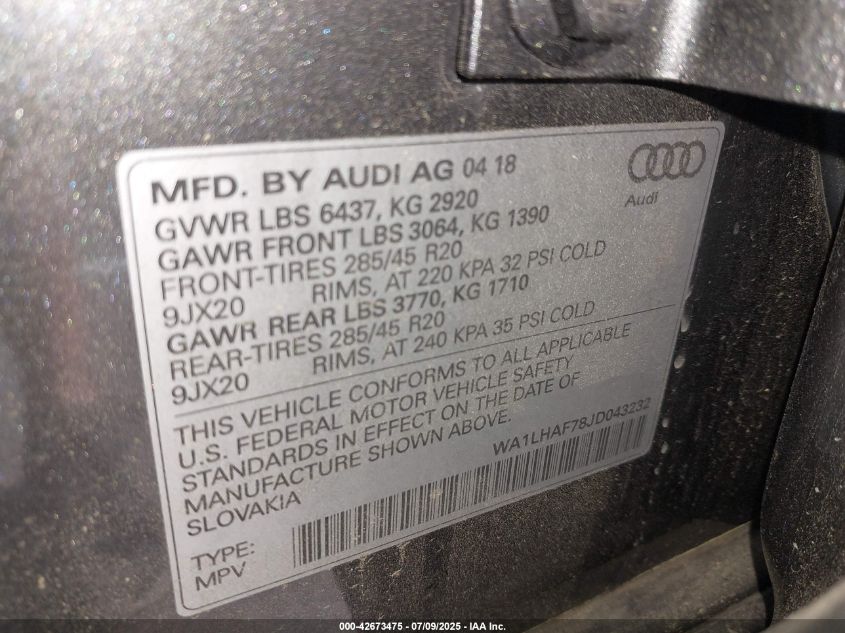 MFD. BY AUDI AG 04 18
Audi
GVWR LBS 6437, KG 2920
GAWR FRONT LBS 3064, KG 1390
FRONT-TIRES 285/45 R20
9JX20 RIMS, AT 220 KPA 32 PSI COLD
GAWR REAR LBS 3770, KG 1710
REAR-TIRES 285/45 R20
9JX20 RIMS, AT 240 KPA 35 PSI COLD
THIS VEHICLE CONFORMS TO ALL APPLICABLE
U.S. FEDERAL MOTOR VEHICLE SAFETY
STANDARDS IN EFFECT ON THE DATE OF
MANUFACTURE SHOWN ABOVE.
SLOVAKIA
WA1LHAF78JD043232
TYPE:
MPV
000-42673475 - 07/09/2025 - IAA Inc.